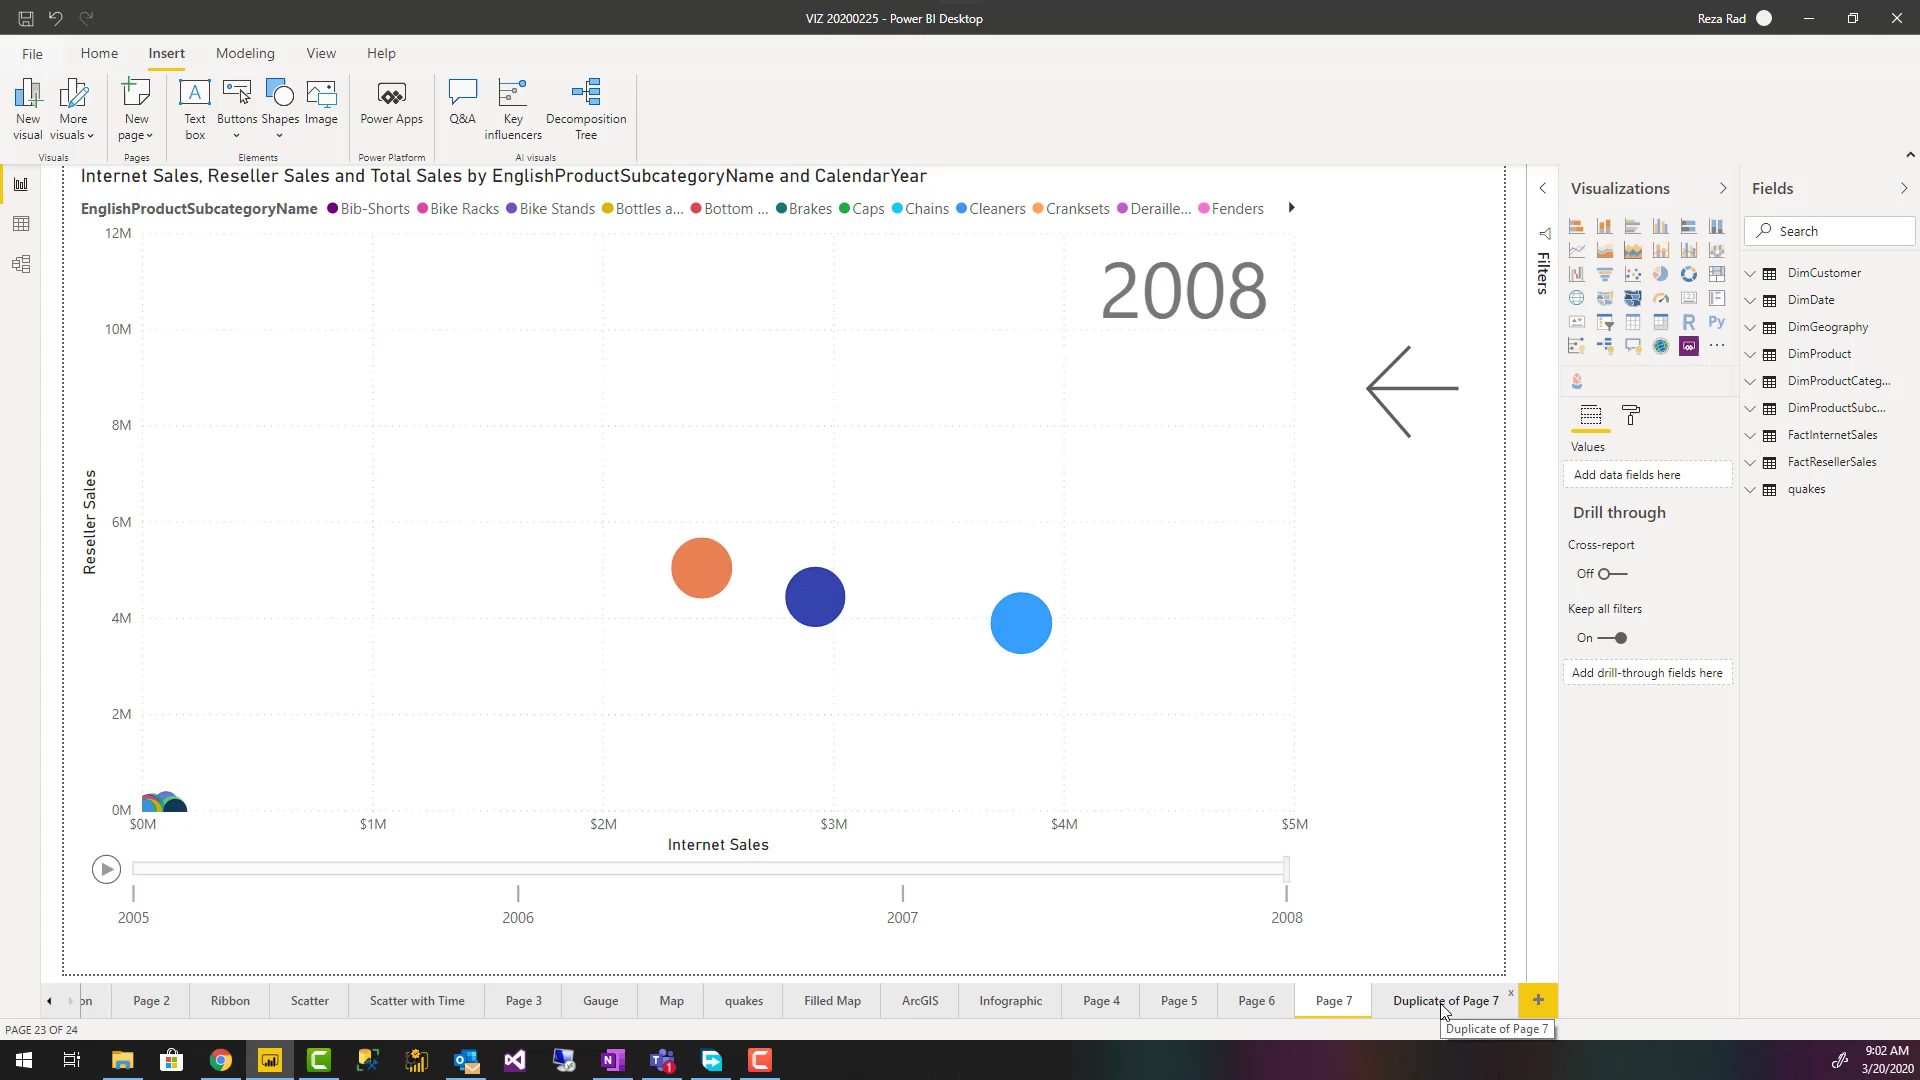 VIZ 20200225 - Power BI Desktop
Reza Rad
File
Home
Insert
Modeling
View
Help
New visual
More visuals
New page
Text box
Buttons
Shapes
Image
Power Apps
Q&A
Key influencers
Decomposition Tree
Visuals
Pages
Elements
Power Platform
AI visuals
Internet Sales, Reseller Sales and Total Sales by EnglishProductSubcategoryName and CalendarYear
EnglishProductSubcategoryName Bib-Shorts Bike Racks Bike Stands Bottles a... Bottom ... Brakes Caps Chains Cleaners Cranksets Deraille... Fenders
12M
10M
8M
6M
4M
2M
0M
Reseller Sales
2008
$0M $1M $2M $3M $4M $5M
Internet Sales
2005 2006 2007 2008
Filters
Visualizations
R
Py
123
Values
Add data fields here
Drill through
Cross-report
Off
Keep all filters
On
Add drill-through fields here
Fields
Search
DimCustomer
DimDate
DimGeography
DimProduct
DimProductCateg...
DimProductSubc...
FactInternetSales
FactResellerSales
quakes
on
Page 2
Ribbon
Scatter
Scatter with Time
Page 3
Gauge
Map
quakes
Filled Map
ArcGIS
Infographic
Page 4
Page 5
Page 6
Page 7
Duplicate of Page 7
x
+
Duplicate of Page 7
PAGE 23 OF 24
9:02 AM
3/20/2020